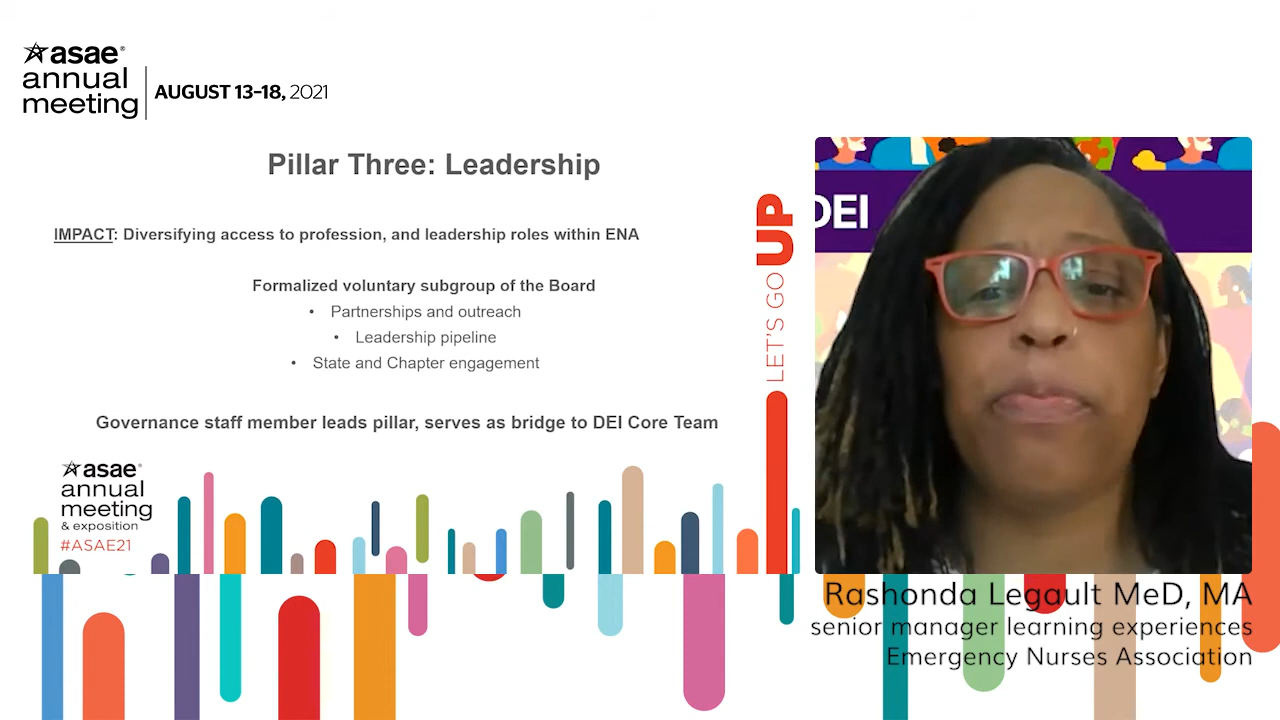 asae®
annual
meeting
AUGUST 13-18, 2021
Pillar Three: Leadership
IMPACT: Diversifying access to profession, and leadership roles within ENA
Formalized voluntary subgroup of the Board
• Partnerships and outreach
• Leadership pipeline
• State and Chapter engagement
Governance staff member leads pillar, serves as bridge to DEI Core Team
asae®
annual
meeting
& exposition
#ASAE21
LET'S GO UP
DEI
Rashonda Legault MeD, MA
senior manager learning experiences
Emergency Nurses Association